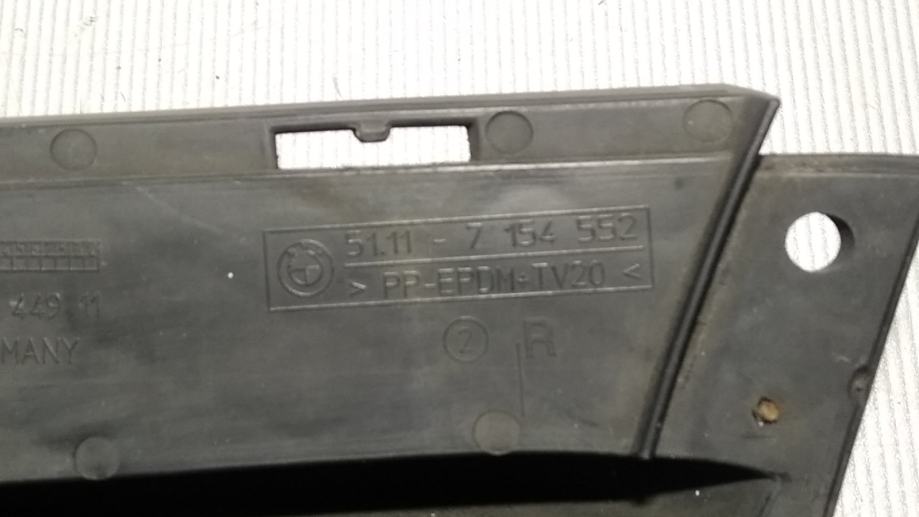 51.11 - 7 154 552
> PP-EPDM+TV20 <
449 11
2 R
MANY